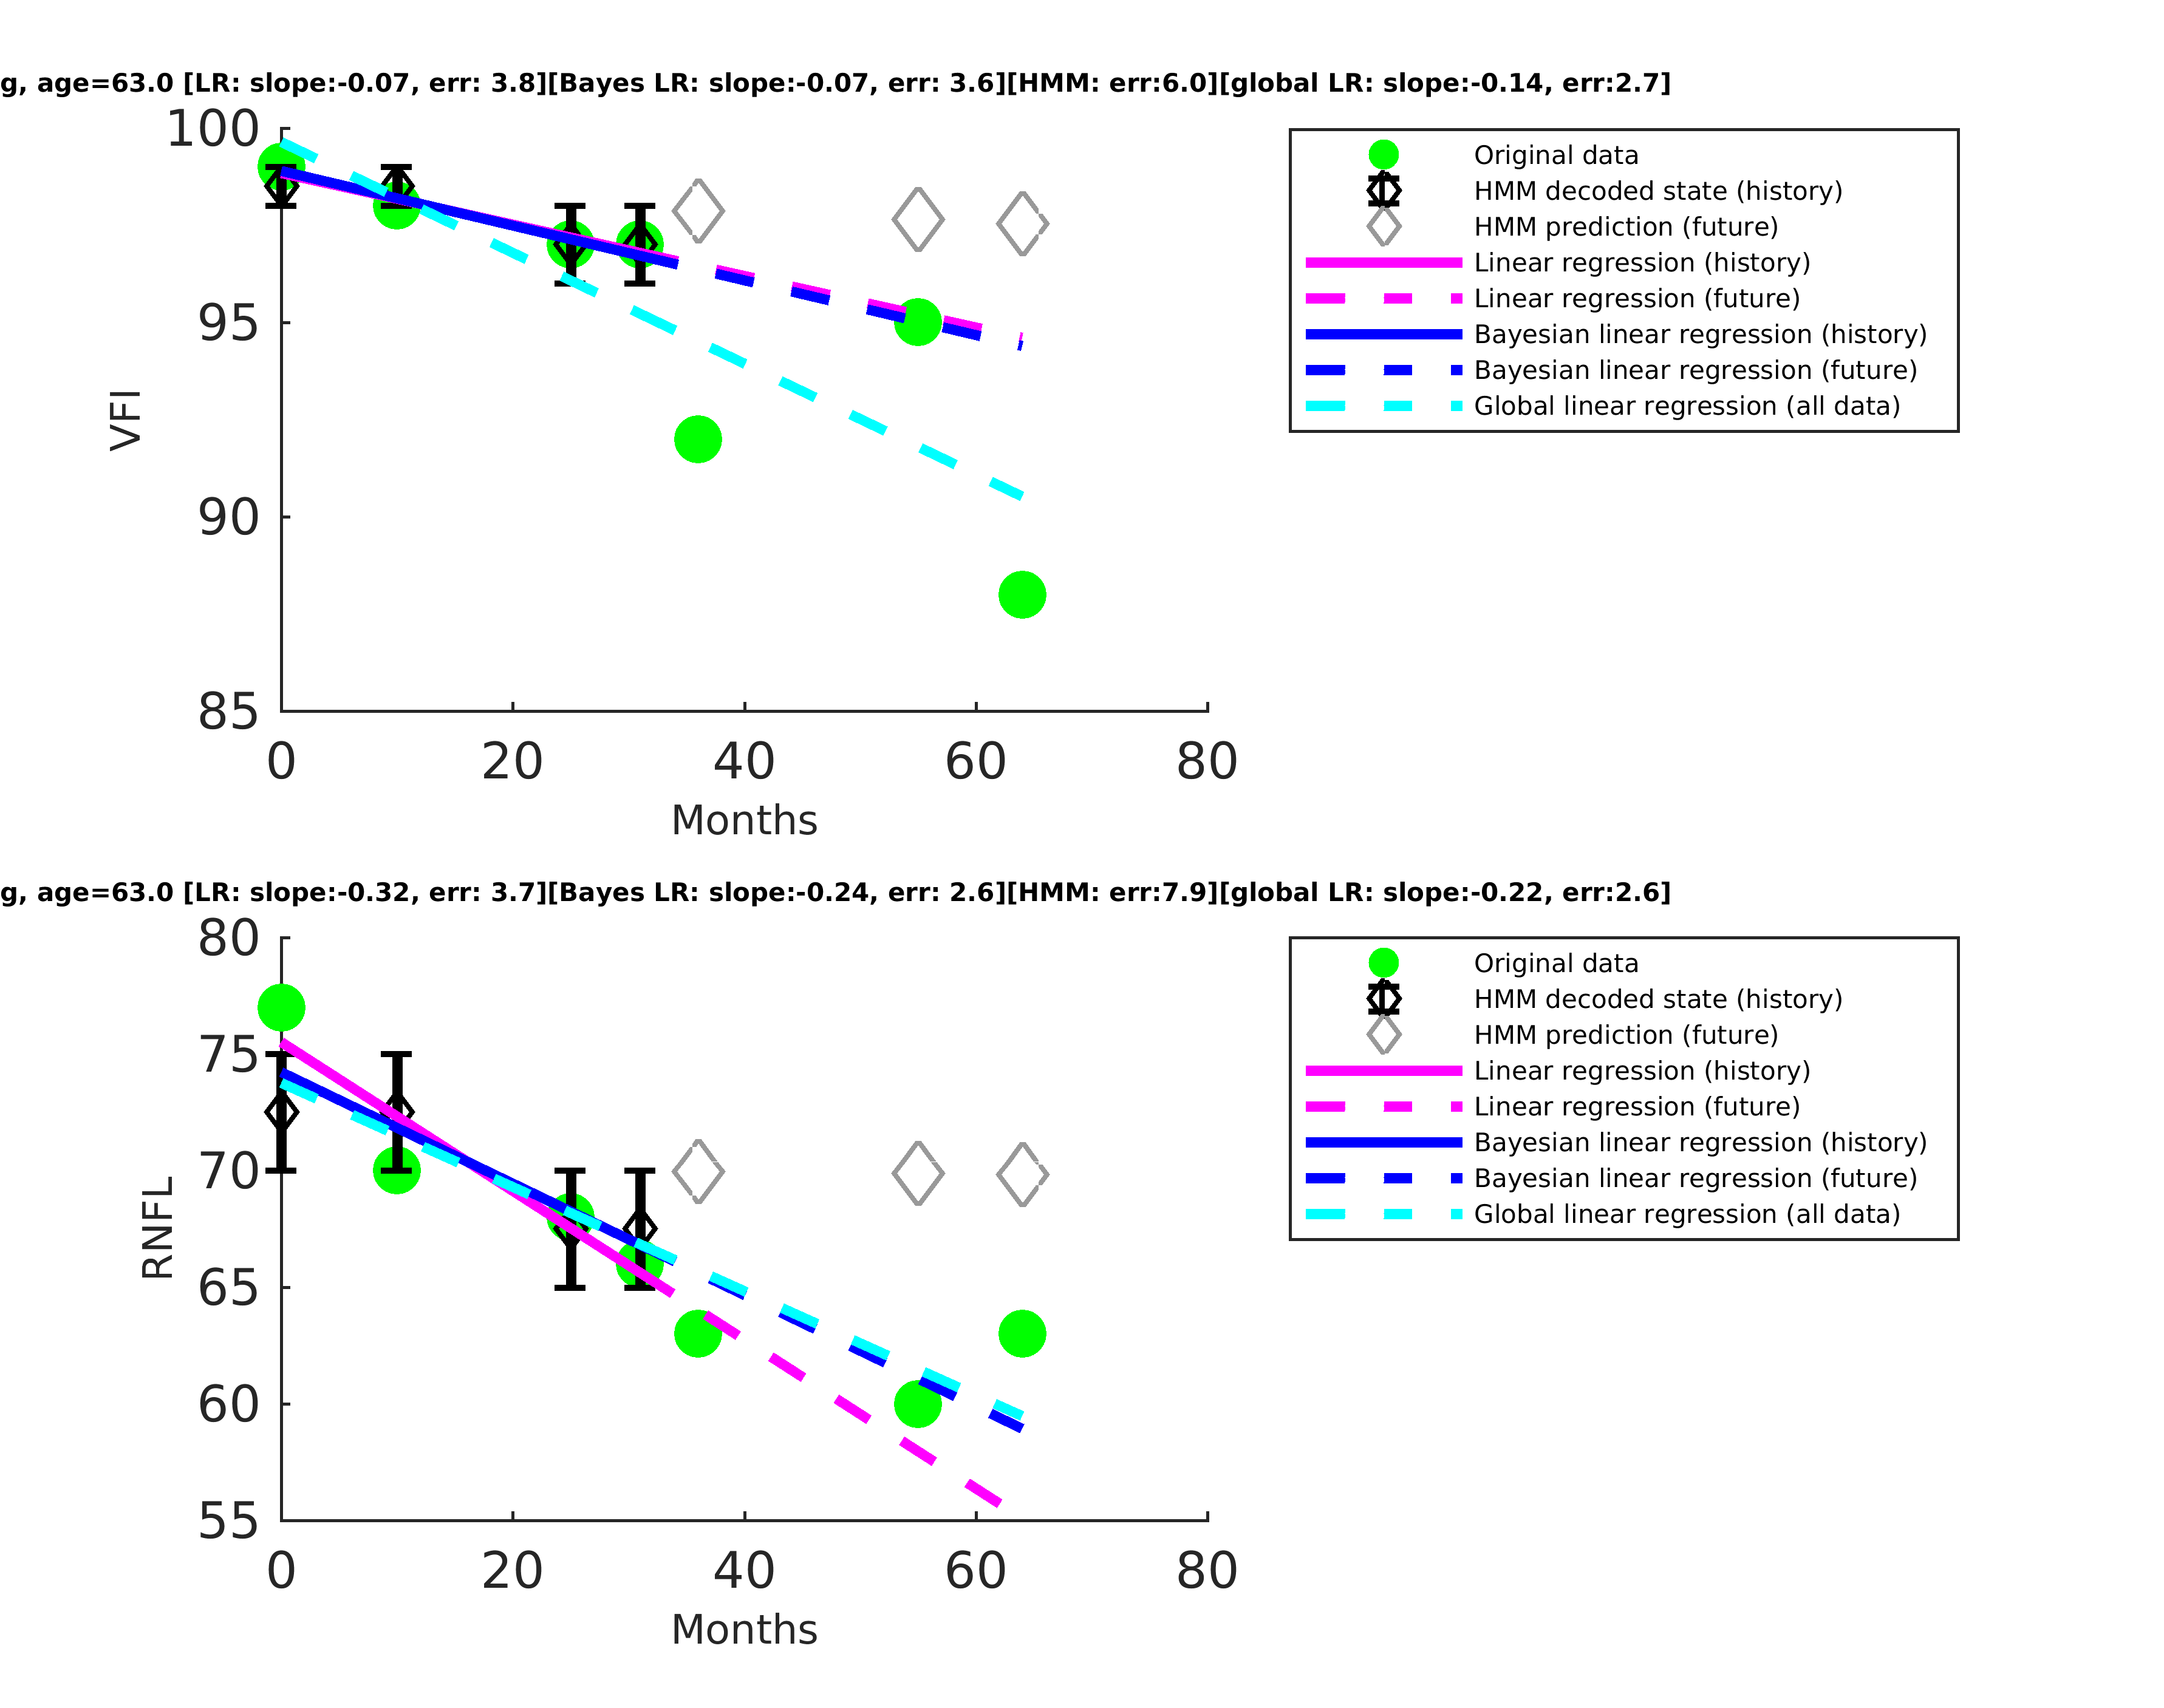 g, age=63.0 [LR: slope:-0.07, err: 3.8][Bayes LR: slope:-0.07, err: 3.6][HMM: err:6.0][global LR: slope:-0.14, err:2.7]
100
95
90
85
VFI
0 20 40 60 80
Months
Original data
HMM decoded state (history)
HMM prediction (future)
Linear regression (history)
Linear regression (future)
Bayesian linear regression (history)
Bayesian linear regression (future)
Global linear regression (all data)
g, age=63.0 [LR: slope:-0.32, err: 3.7][Bayes LR: slope:-0.24, err: 2.6][HMM: err:7.9][global LR: slope:-0.22, err:2.6]
80
75
70
65
60
55
RNFL
0 20 40 60 80
Months
Original data
HMM decoded state (history)
HMM prediction (future)
Linear regression (history)
Linear regression (future)
Bayesian linear regression (history)
Bayesian linear regression (future)
Global linear regression (all data)